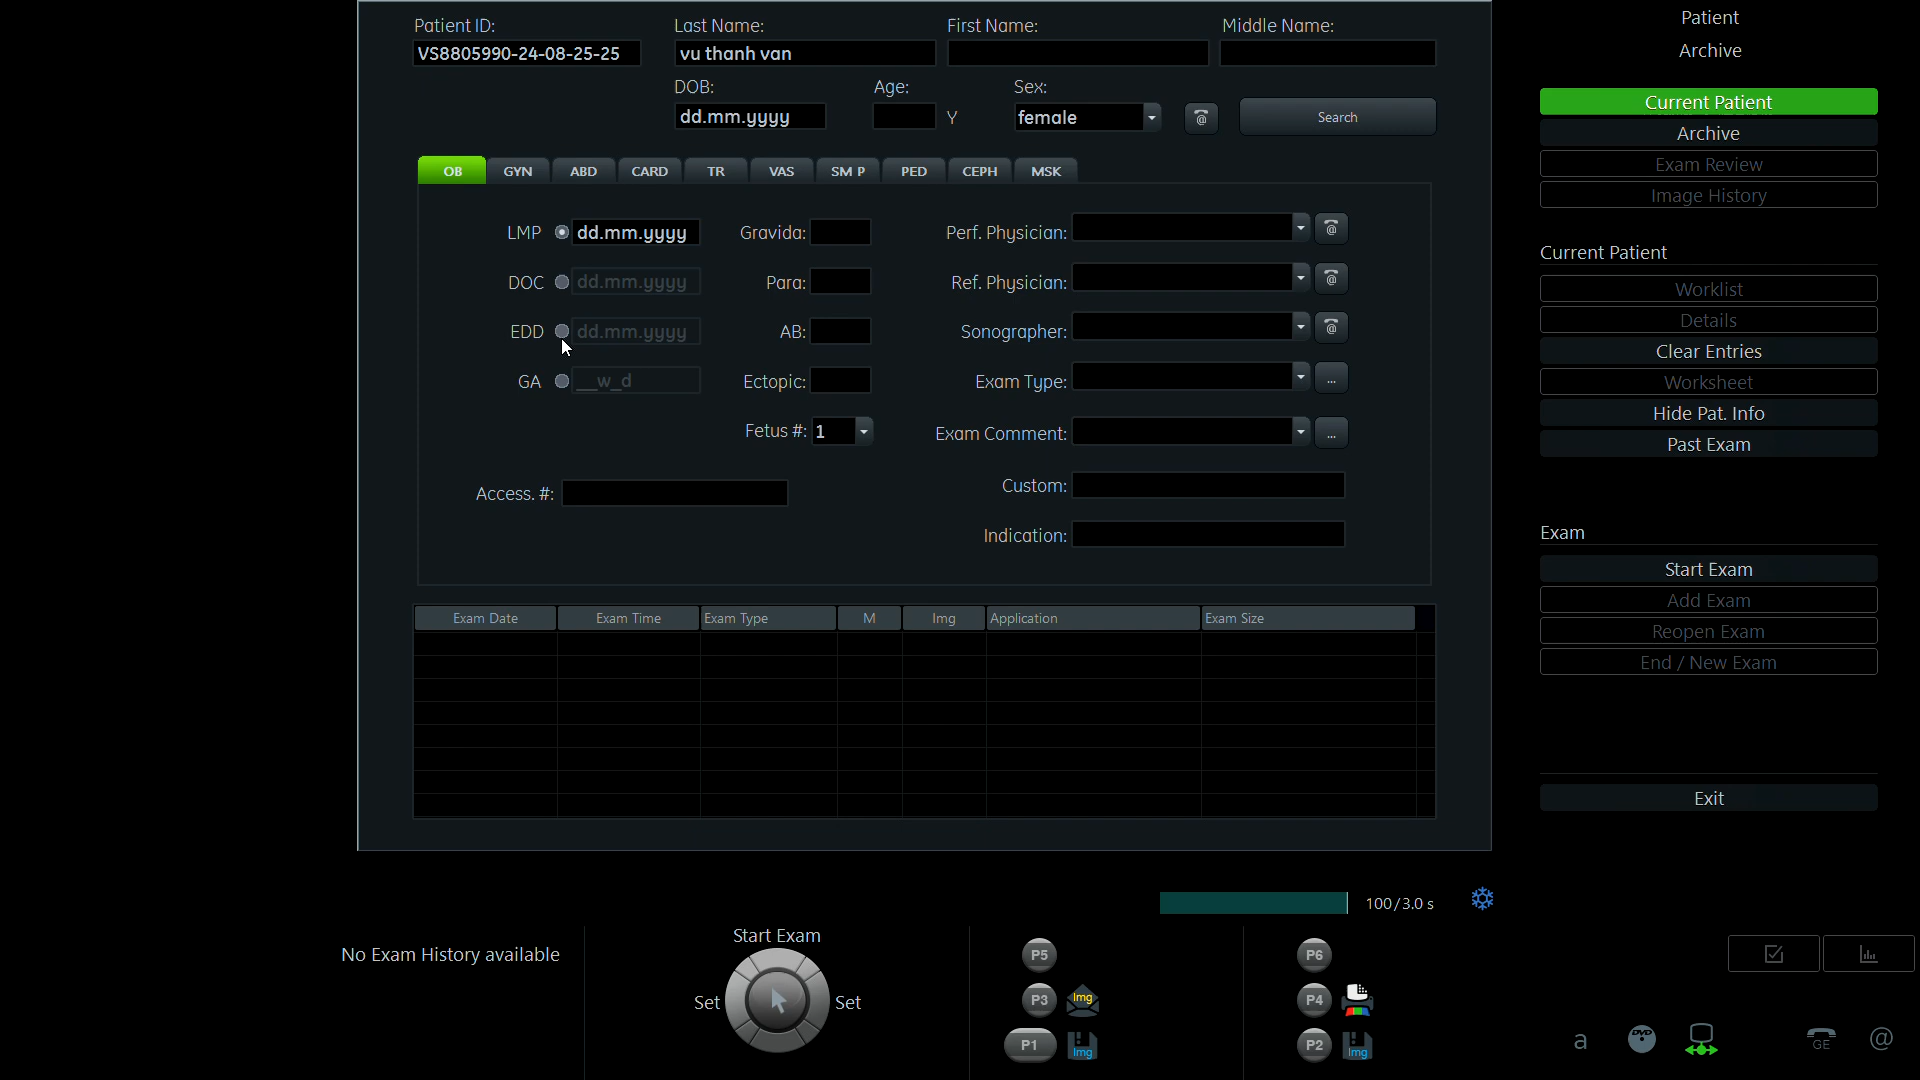 Patient ID: Last Name: First Name: Middle Name:
VS8805990-24-08-25-25 vu thanh van
DOB: Age: Sex:
dd.mm.yyyy Y female @ Search
OB GYN ABD CARD TR VAS SM P PED CEPH MSK
LMP dd.mm.yyyy Gravida: Perf. Physician: @
DOC dd.mm.yyyy Para: Ref. Physician: @
EDD dd.mm.yyyy AB: Sonographer: @
GA __w_d Ectopic: Exam Type: ...
Fetus #: 1 Exam Comment: ...
Access. #: Custom:
Indication:
Exam Date Exam Time Exam Type M Img Application Exam Size
Patient
Archive
Current Patient
Archive
Exam Review
Image History
Current Patient
Worklist
Details
Clear Entries
Worksheet
Hide Pat. Info
Past Exam
Exam
Start Exam
Add Exam
Reopen Exam
End / New Exam
Exit
100/3.0 s
No Exam History available
Start Exam
Set Set
P5 P6
P3 Img P4
P1 Img P2 Img
a DVD GE @